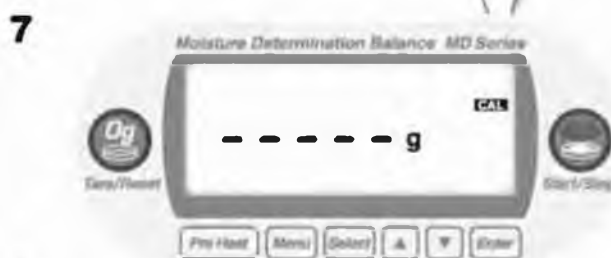 7
Moisture Determination Balance MD Series
CAL
0g
– – – – – g
Tare/Reset
Start/Stop
Pre Heat Menu Select ▲ ▼ Enter